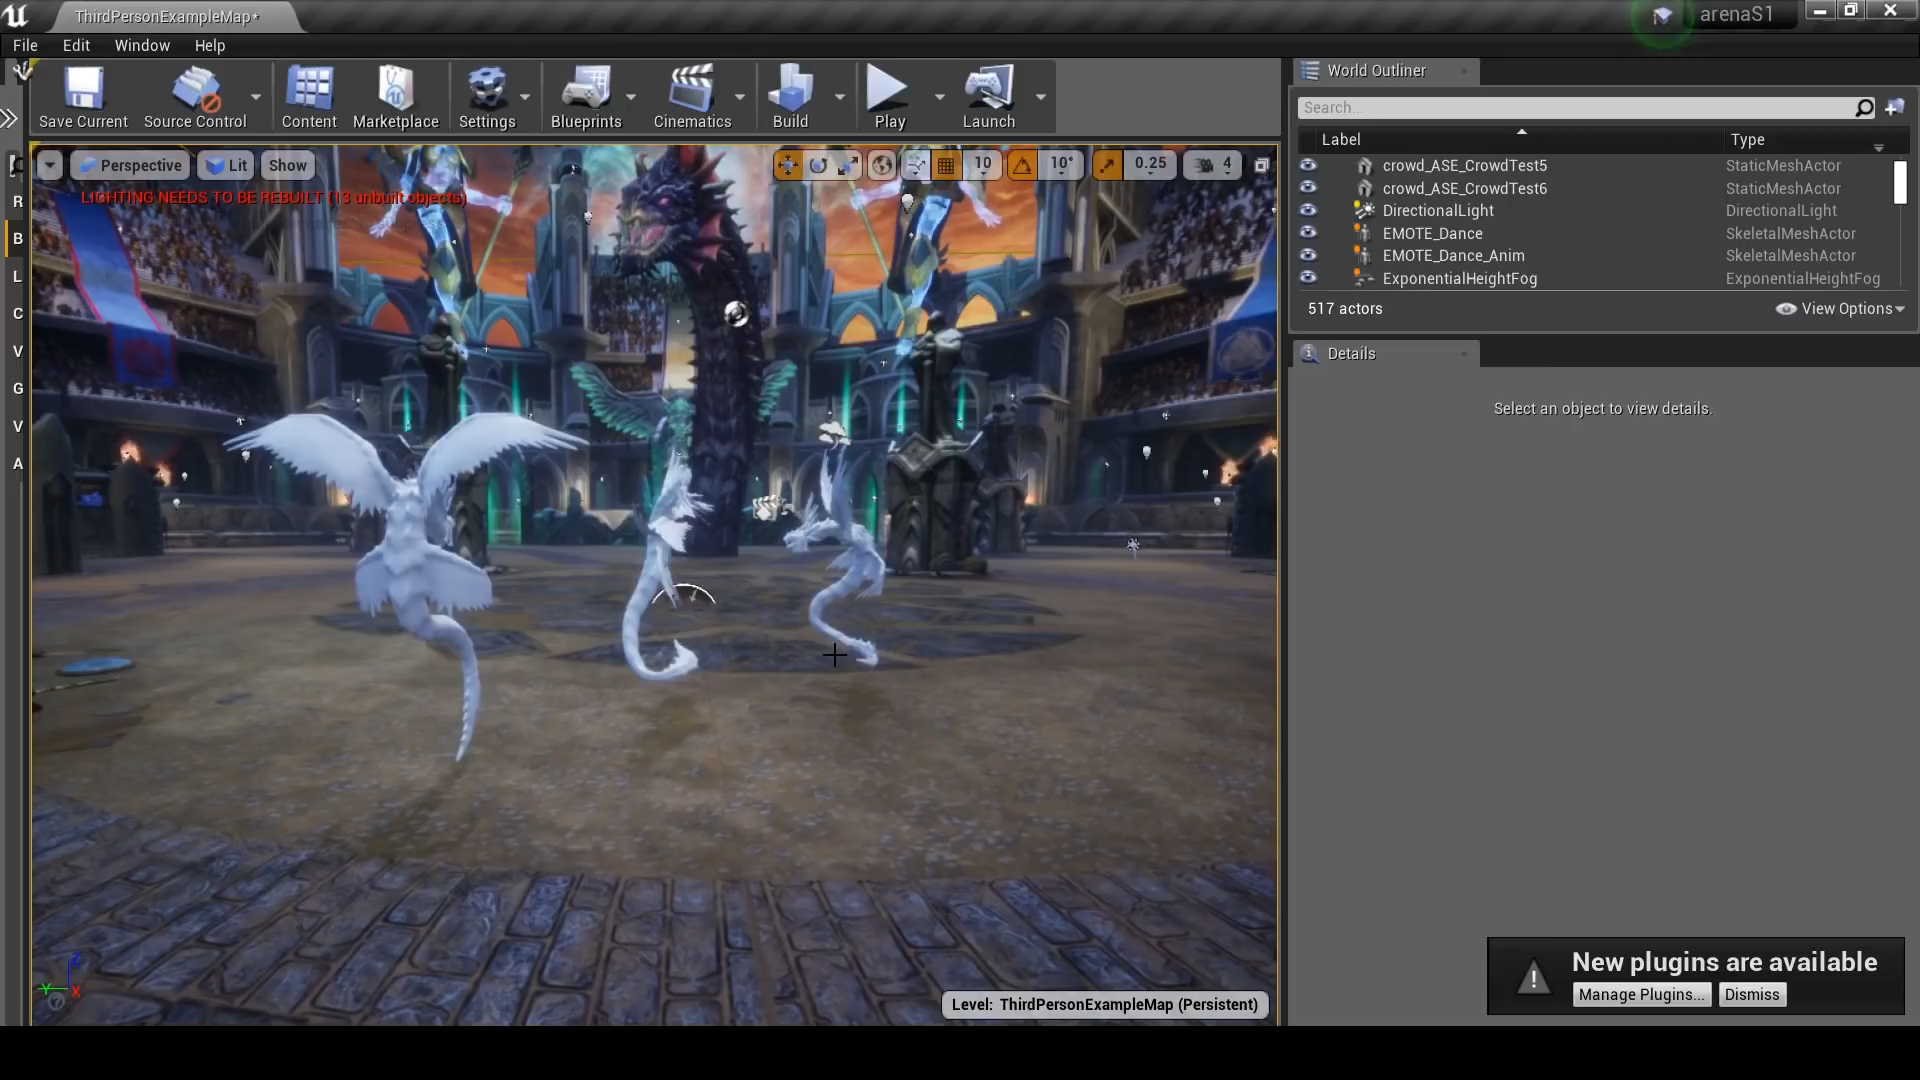 ThirdPersonExampleMap*
arenaS1
File Edit Window Help
Save Current
Source Control
Content
Marketplace
Settings
Blueprints
Cinematics
Build
Play
Launch
R
B
L
C
V
G
V
A
Perspective
Lit
Show
10
10°
0.25
4
LIGHTING NEEDS TO BE REBUILT (13 unbuilt objects)
Level: ThirdPersonExampleMap (Persistent)
Z
Y
X
World Outliner
Search...
Label Type
crowd_ASE_CrowdTest5 StaticMeshActor
crowd_ASE_CrowdTest6 StaticMeshActor
DirectionalLight DirectionalLight
EMOTE_Dance SkeletalMeshActor
EMOTE_Dance_Anim SkeletalMeshActor
ExponentialHeightFog ExponentialHeightFog
517 actors
View Options
Details
Select an object to view details.
New plugins are available
Manage Plugins...
Dismiss